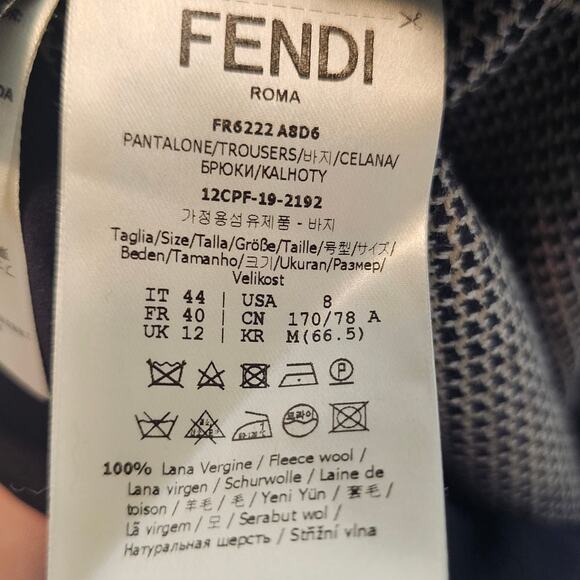 FENDI
ROMA
FR6222 A8D6
PANTALONE/TROUSERS/바지/CELANA/
БРЮКИ/KALHOTY
12CPF-19-2192
가정용섬유제품 - 바지
Taglia/Size/Talla/Größe/Taille/号型/サイズ/
Beden/Tamanho/크기/Ukuran/Размер/
Velikost
IT 44 | USA 8
FR 40 | CN 170/78 A
UK 12 | KR M(66.5)
P
드라이
100% Lana Vergine / Fleece wool /
Lana virgen / Schurwolle / Laine de
toison / 羊毛 / 毛 / Yeni Yün / 套毛 /
Lã virgem / 모 / Serabut wol /
Натуральная шерсть / Střižní vlna